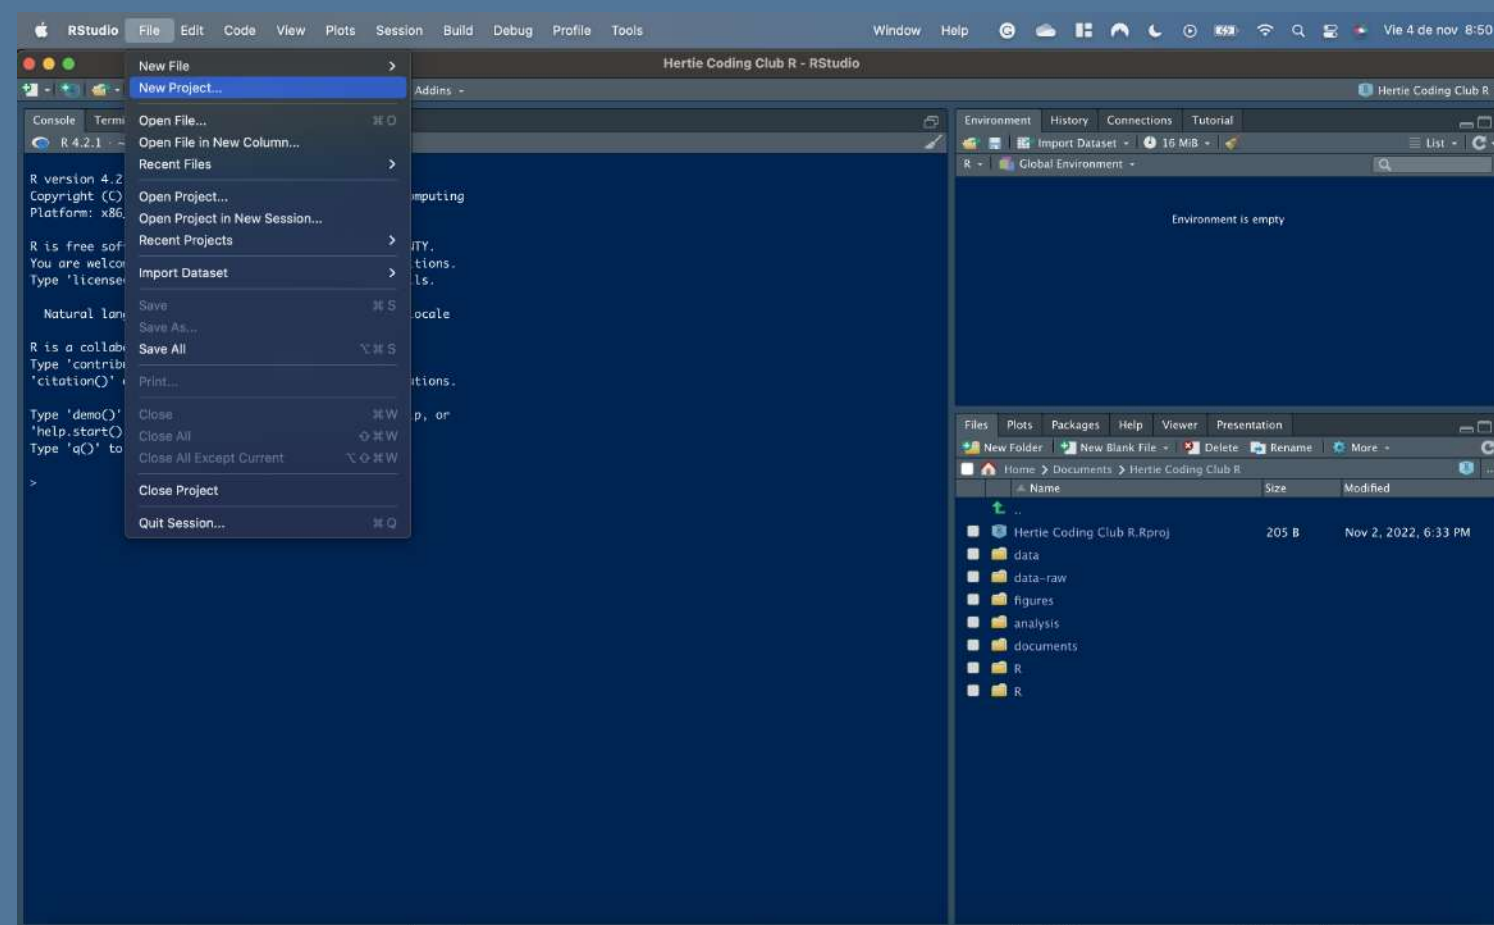 RStudio File Edit Code View Plots Session Build Debug Profile Tools Window Help Vie 4 de nov 8:50
Hertie Coding Club R - RStudio
Addins
Hertie Coding Club R
New File
New Project...
Open File... ⌘ O
Open File in New Column...
Recent Files
Open Project...
Open Project in New Session...
Recent Projects
Import Dataset
Save ⌘ S
Save As...
Save All ⌥ ⌘ S
Print...
Close ⌘ W
Close All ⇧ ⌘ W
Close All Except Current ⌥ ⇧ ⌘ W
Close Project
Quit Session... ⌘ Q
Console Termi
R 4.2.1 · ~
R version 4.2
Copyright (C) mputing
Platform: x86_
R is free sof TY.
You are welco tions.
Type 'license ls.
Natural lan ocale
R is a collab
Type 'contrib
'citation()' tions.
Type 'demo()' p, or
'help.start()
Type 'q()' to
>
Environment History Connections Tutorial
Import Dataset 16 MiB List
R Global Environment
Environment is empty
Files Plots Packages Help Viewer Presentation
New Folder New Blank File Delete Rename More
Home > Documents > Hertie Coding Club R
Name Size Modified
..
Hertie Coding Club R.Rproj 205 B Nov 2, 2022, 6:33 PM
data
data-raw
figures
analysis
documents
R
R